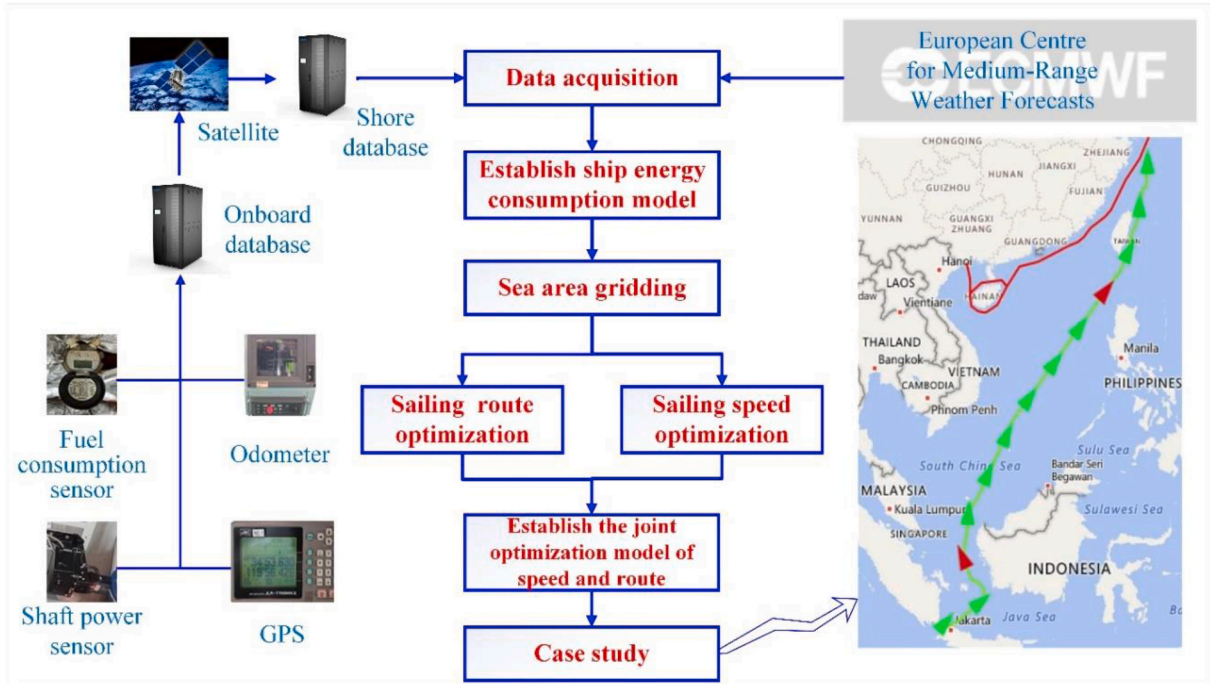 Satellite
Shore
database
Onboard
database
Fuel
consumption
sensor
Odometer
Shaft power
sensor
GPS
Data acquisition
Establish ship energy
consumption model
Sea area gridding
Sailing route
optimization
Sailing speed
optimization
Establish the joint
optimization model of
speed and route
Case study
ECMWF
European Centre
for Medium-Range
Weather Forecasts
CHONGQING
ZHEJIANG
HUNAN
JIANGXI
GUIZHOU
FUJIAN
YUNNAN
GUANGXI
ZHUANG
GUANGDONG
Hanoi
LAOS
HAINAN
Vientiane
THAILAND
Manila
Bangkok
VIETNAM
CAMBODIA
PHILIPPINES
Phnom Penh
Sulu Sea
South China Sea
Bandar Seri
Begawan
MALAYSIA
Kuala Lumpur
Sulawesi Sea
SINGAPORE
INDONESIA
Java Sea
Jakarta